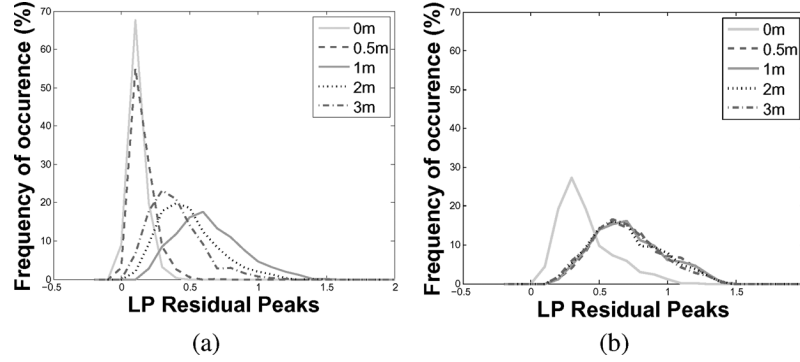 Frequency of occurence (%)
70
60
50
40
30
20
10
0
−0.5
0
0.5
1
1.5
2
LP Residual Peaks
0m
0.5m
1m
2m
3m
(a)
Frequency of occurence (%)
70
60
50
40
30
20
10
0
−0.5
0
0.5
1
1.5
2
LP Residual Peaks
0m
0.5m
1m
2m
3m
(b)